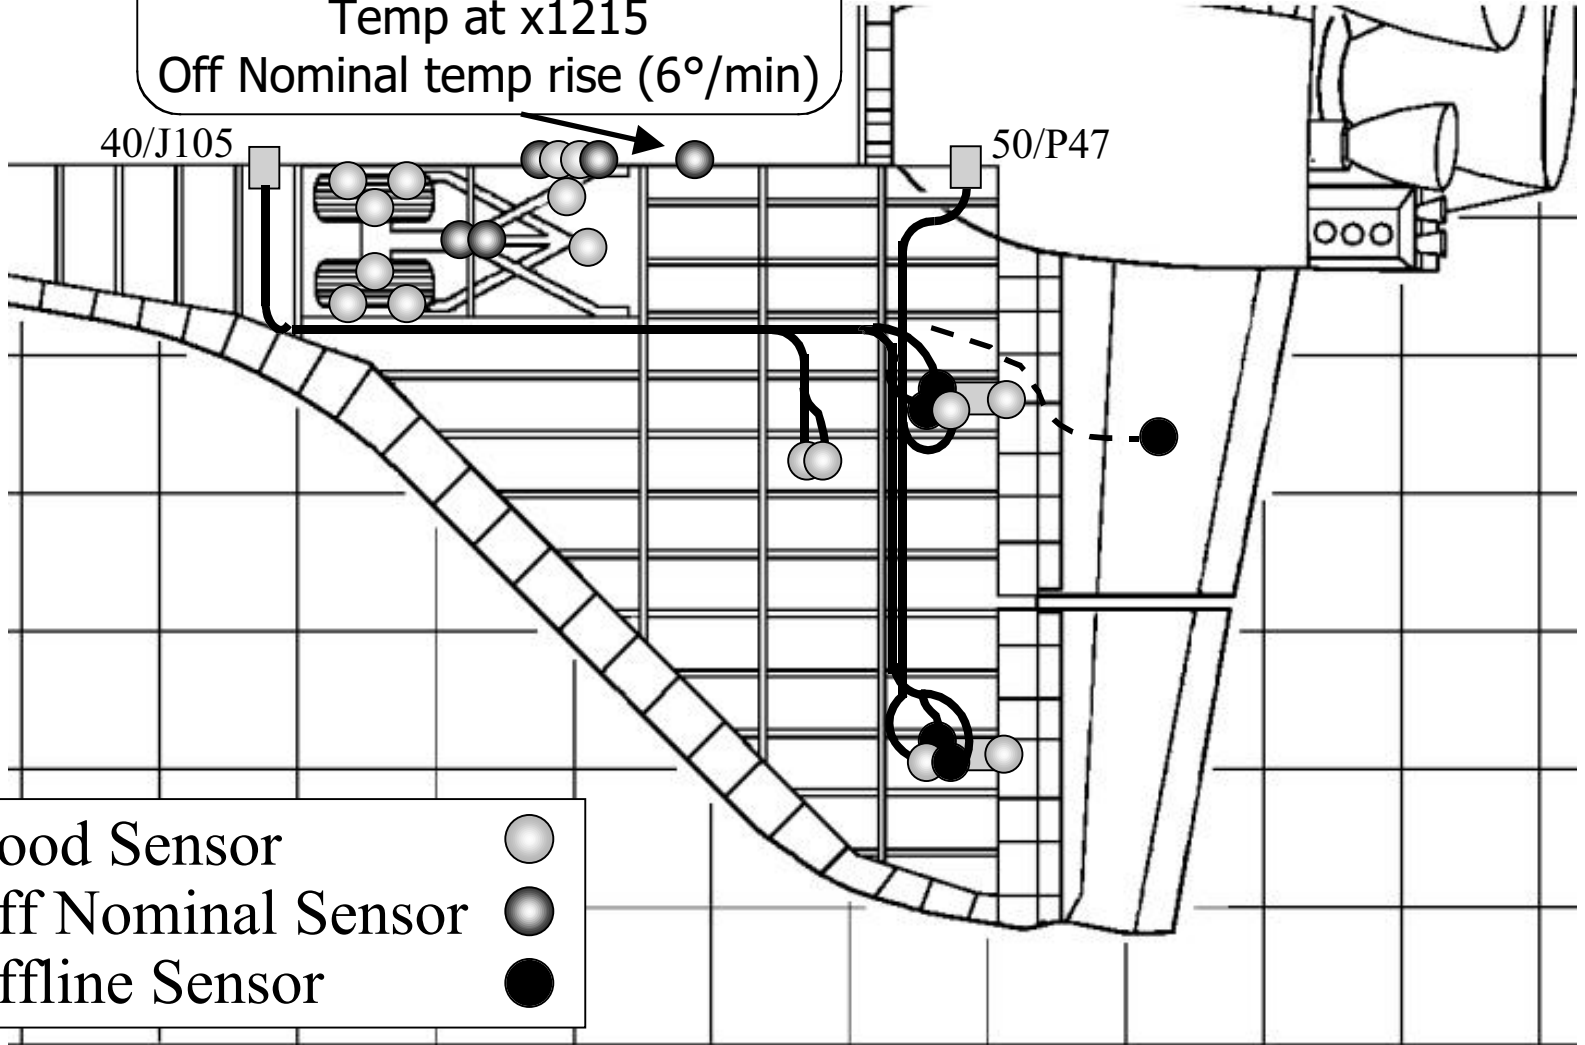 Temp at x1215
Off Nominal temp rise (6°/min)
40/J105
50/P47
ood Sensor
ff Nominal Sensor
ffline Sensor